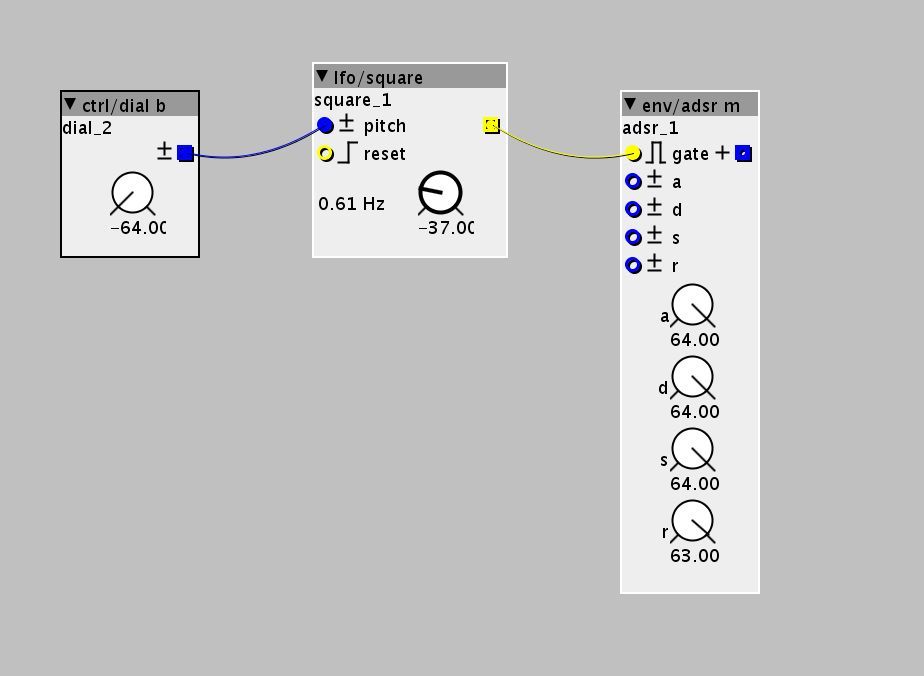 ctrl/dial b
dial_2
±
-64.00
lfo/square
square_1
± pitch
reset
0.61 Hz
-37.00
env/adsr m
adsr_1
gate +
± a
± d
± s
± r
a
64.00
d
64.00
s
64.00
r
63.00